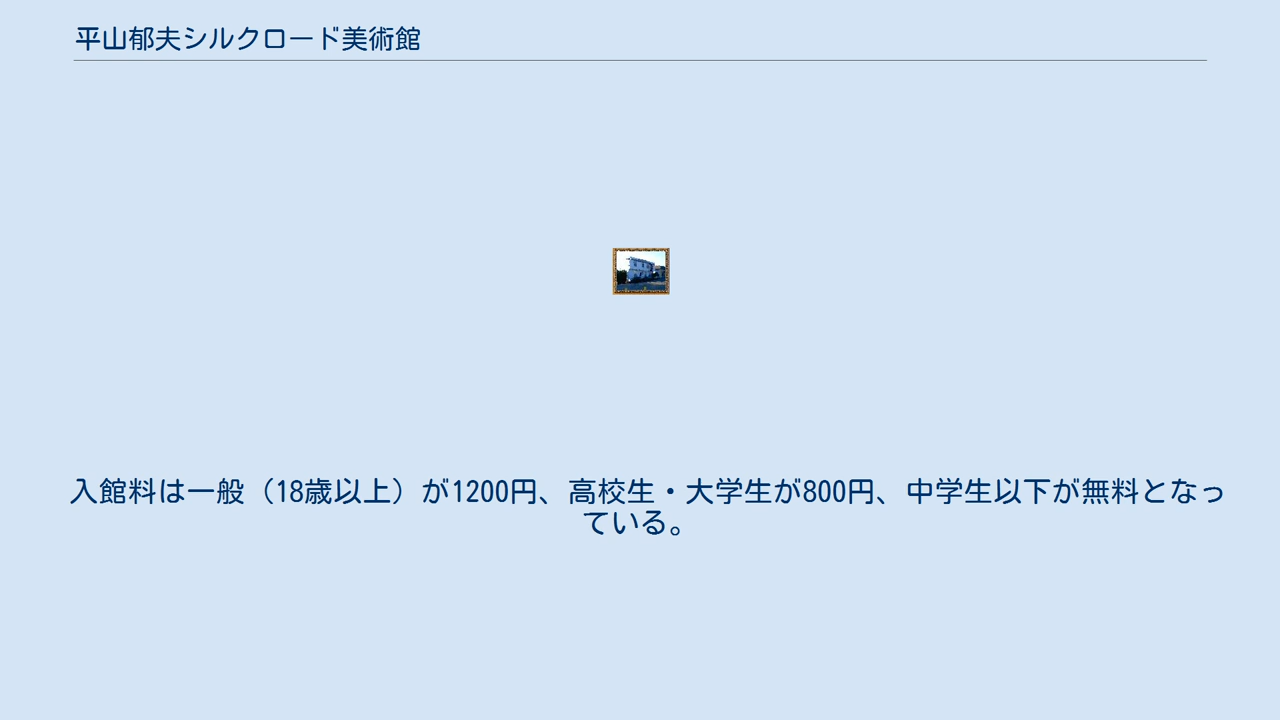 平山郁夫シルクロード美術館
入館料は一般（18歳以上）が1200円、高校生・大学生が800円、中学生以下が無料となっ
ている。